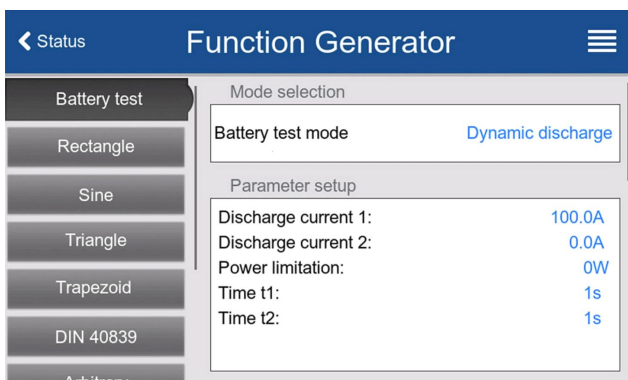 Status
Function Generator
Battery test
Rectangle
Sine
Triangle
Trapezoid
DIN 40839
Mode selection
Battery test mode Dynamic discharge
Parameter setup
Discharge current 1: 100.0A
Discharge current 2: 0.0A
Power limitation: 0W
Time t1: 1s
Time t2: 1s